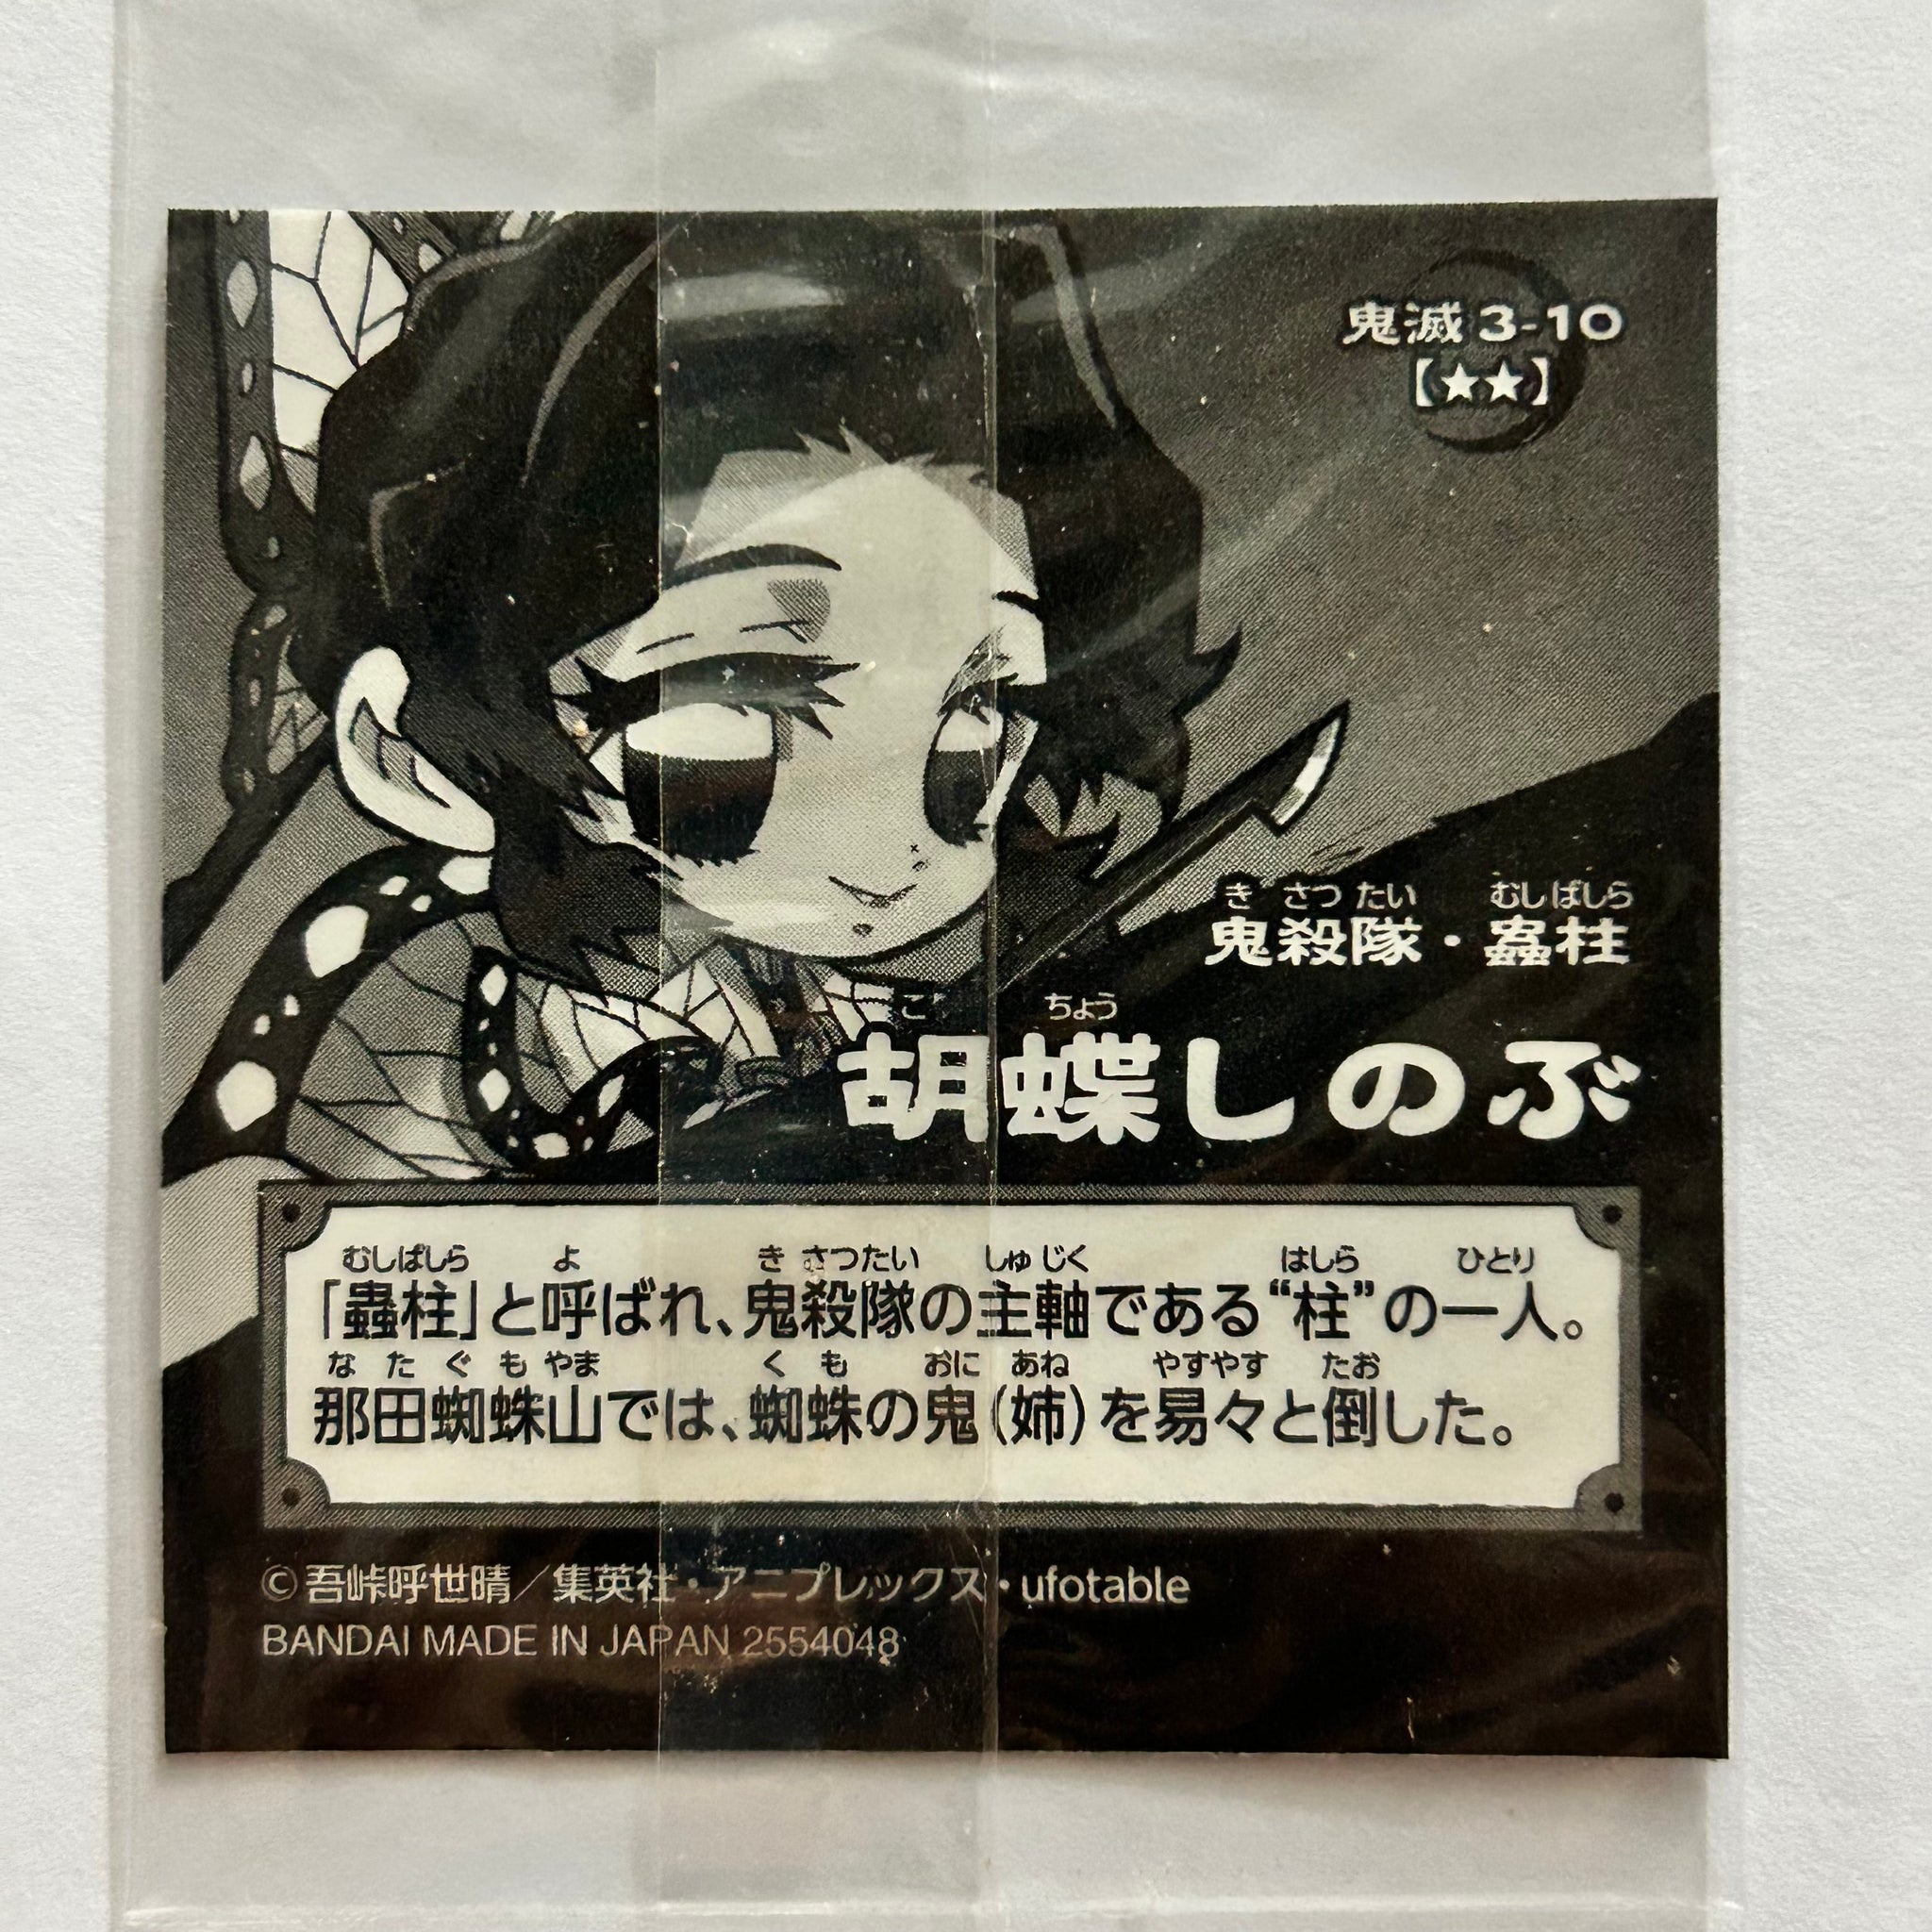 鬼滅 3-10
【★★】
き さつ たい むしばしら
鬼殺隊・蟲柱
こ ちょう
胡蝶しのぶ
むしばしら よ き さつたい しゅ じく はしら ひとり
「蟲柱」と呼ばれ、鬼殺隊の主軸である“柱”の一人。
な た ぐ も やま く も おに あね やすやす たお
那田蜘蛛山では、蜘蛛の鬼(姉)を易々と倒した。
©吾峠呼世晴／集英社・アニプレックス・ufotable
BANDAI MADE IN JAPAN 2554048